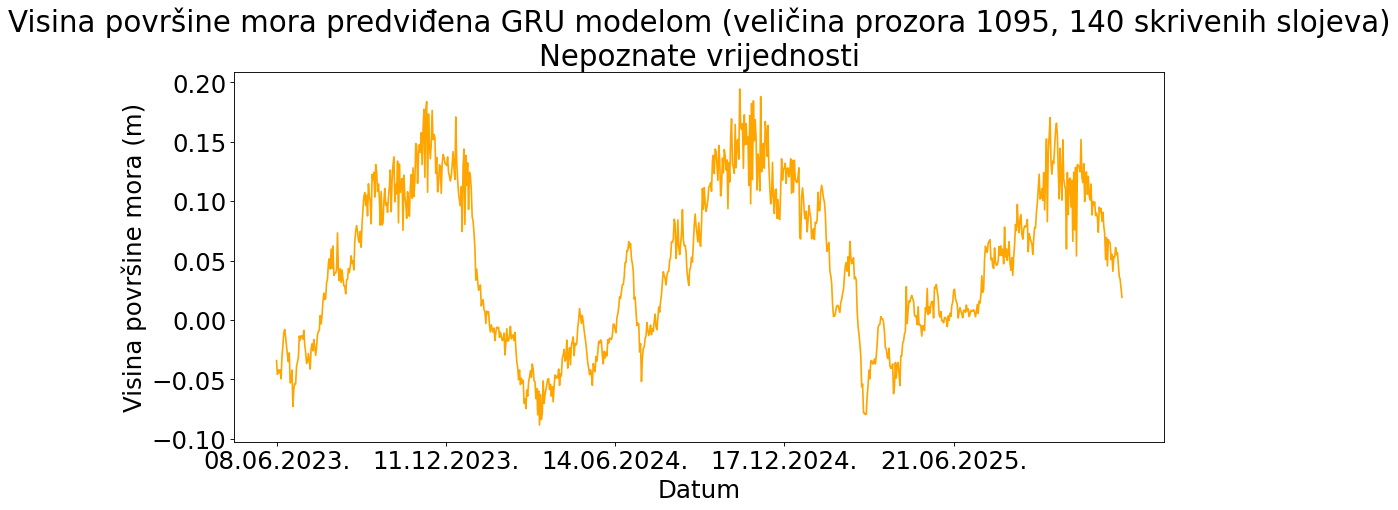 Visina površine mora predviđena GRU modelom (veličina prozora 1095, 140 skrivenih slojeva)
Nepoznate vrijednosti
Visina površine mora (m)
0.20
0.15
0.10
0.05
0.00
−0.05
−0.10
08.06.2023. 11.12.2023. 14.06.2024. 17.12.2024. 21.06.2025.
Datum